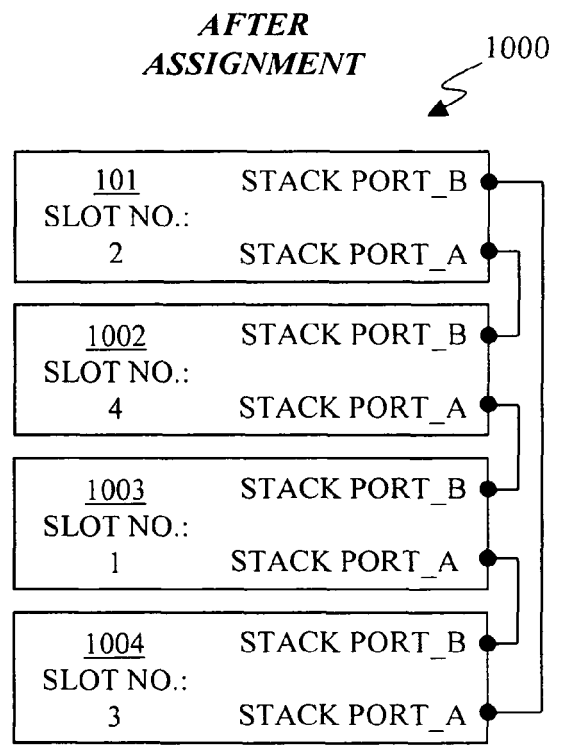 AFTER
ASSIGNMENT
1000
101 STACK PORT_B
SLOT NO.:
2 STACK PORT_A
1002 STACK PORT_B
SLOT NO.:
4 STACK PORT_A
1003 STACK PORT_B
SLOT NO.:
1 STACK PORT_A
1004 STACK PORT_B
SLOT NO.:
3 STACK PORT_A